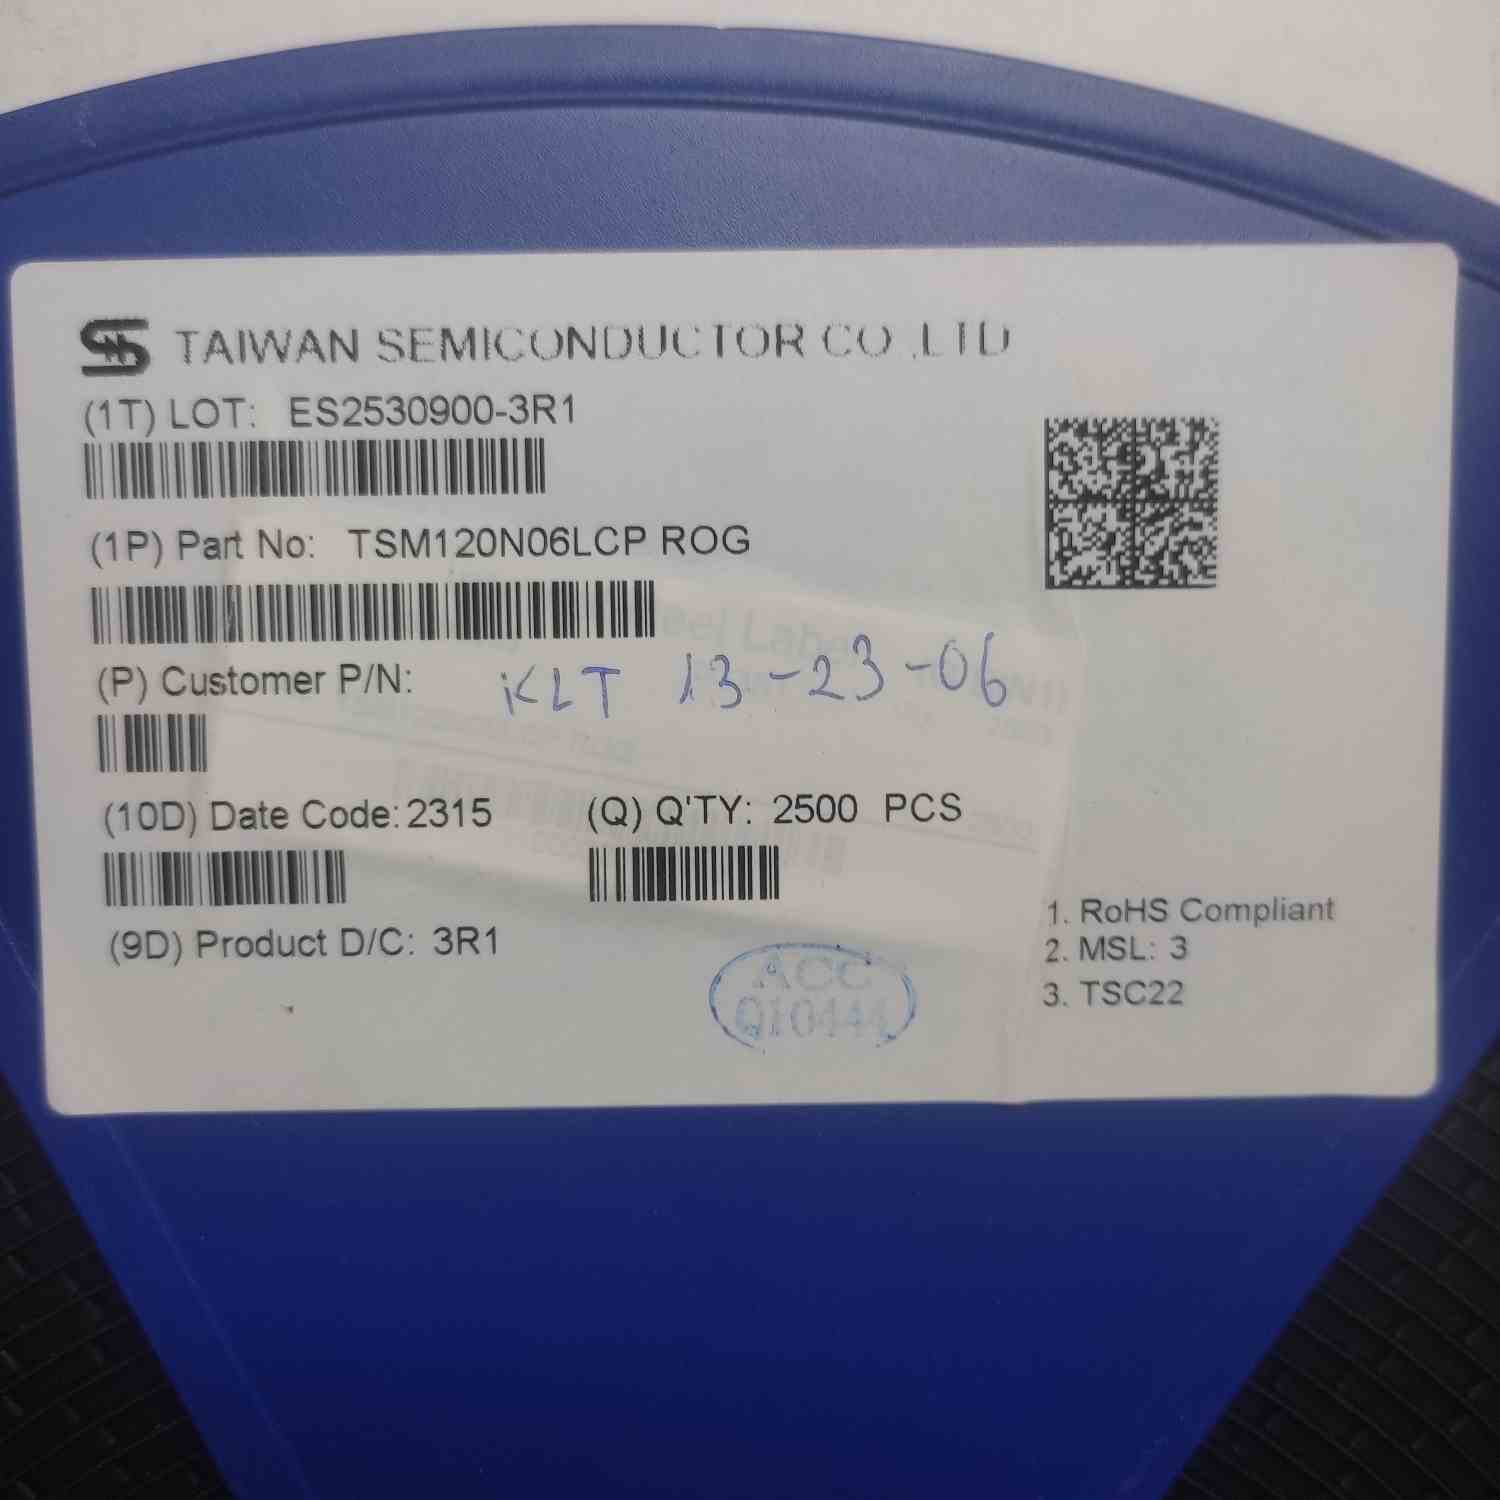 TAIWAN SEMICONDUCTOR CO.,LTD
(1T) LOT: ES2530900-3R1
(1P) Part No: TSM120N06LCP ROG
(P) Customer P/N: KLT 13-23-06
(10D) Date Code: 2315 (Q) Q'TY: 2500 PCS
(9D) Product D/C: 3R1
1. RoHS Compliant
2. MSL: 3
3. TSC22
ACC
Q10444